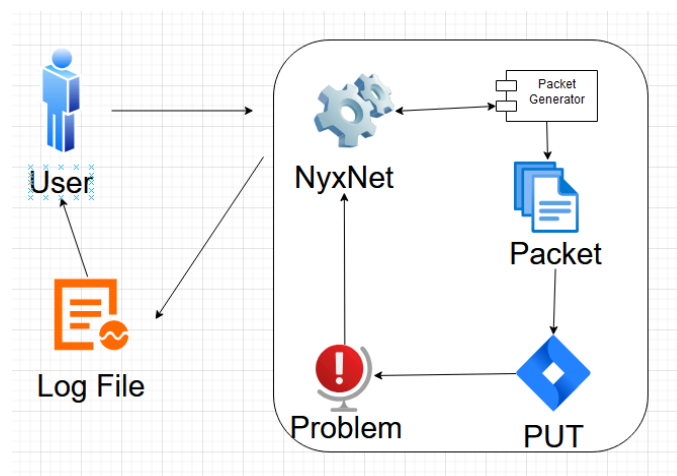 Packet
Generator
User
NyxNet
Packet
Log File
Problem
PUT